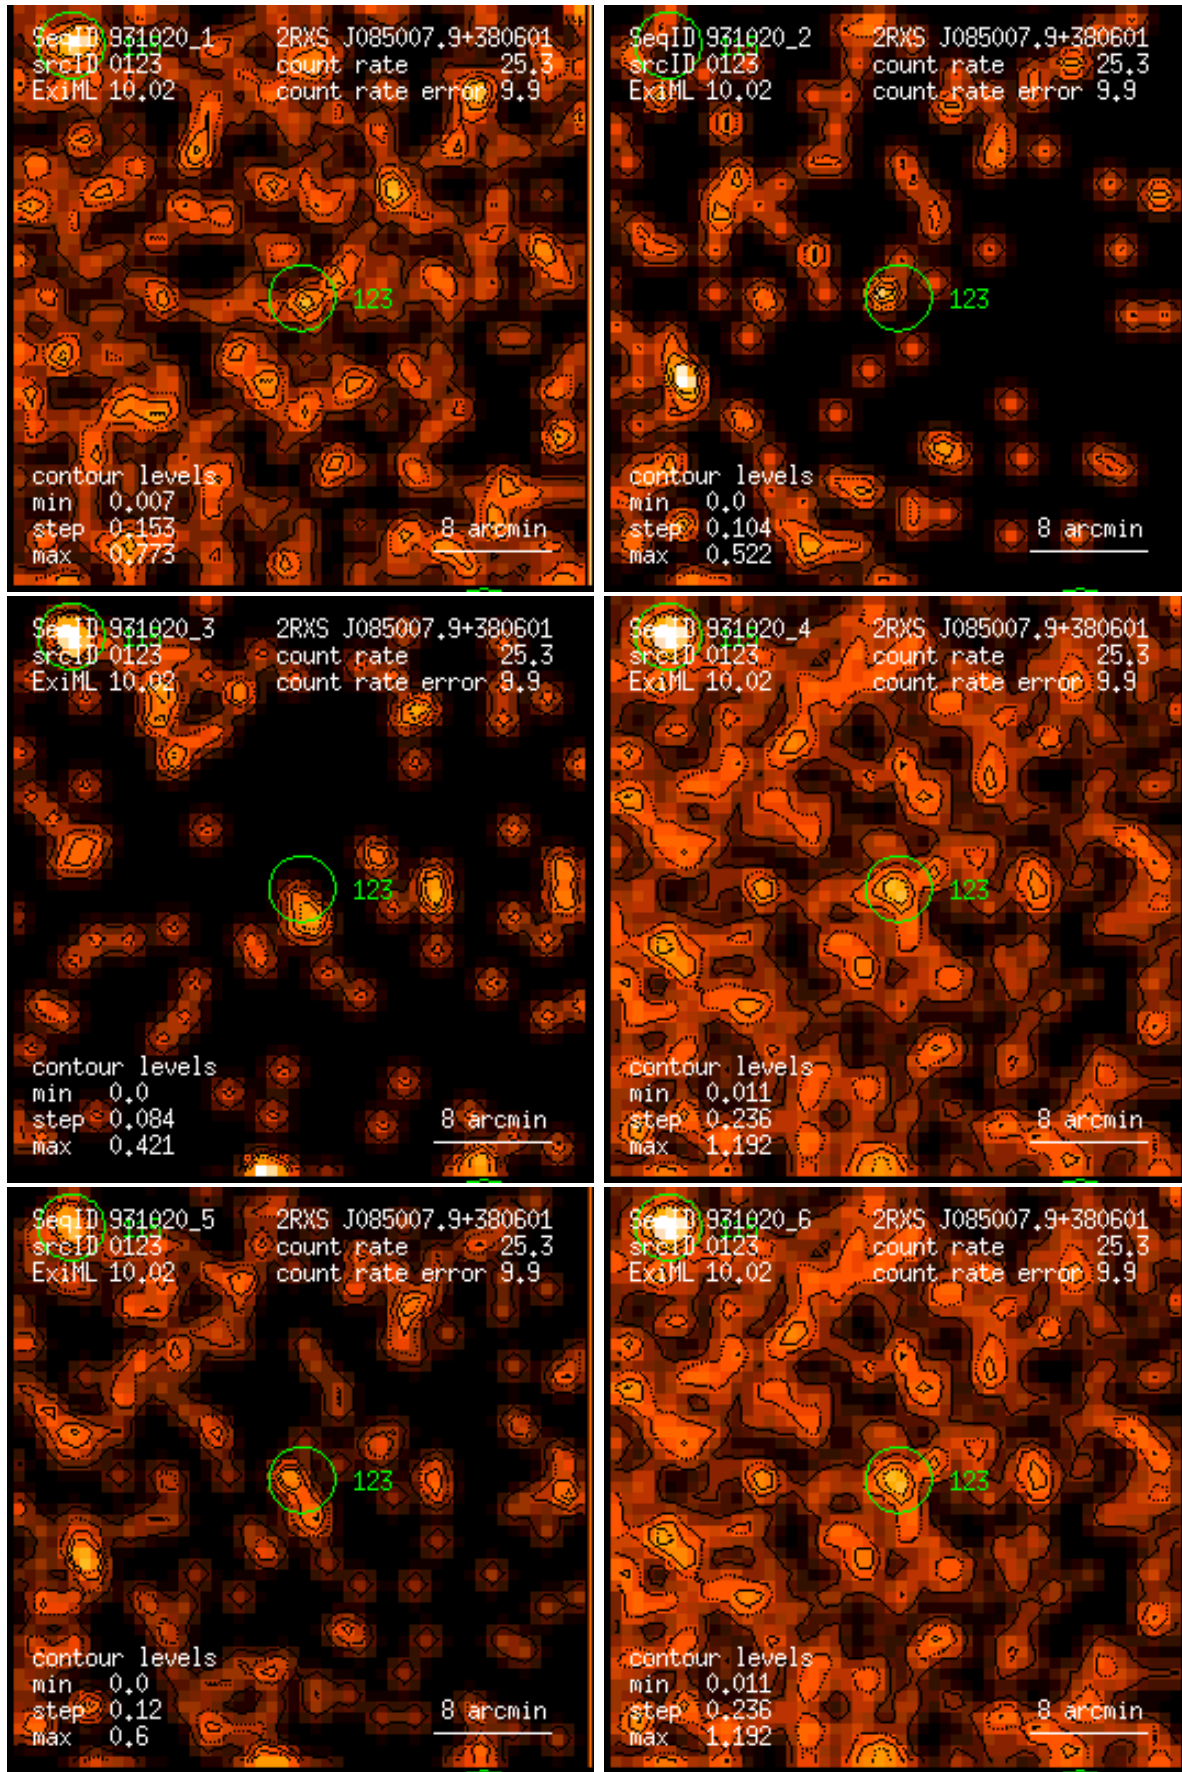 SeqID 931020_1 2RXS J085007.9+380601
srcID 0123 count rate 25.3
ExiML 10.02 count rate error 9.9
123
contour levels
min 0.007
step 0.153 8 arcmin
max 0.773
SeqID 931020_2 2RXS J085007.9+380601
srcID 0123 count rate 25.3
ExiML 10.02 count rate error 9.9
123
contour levels
min 0.0
step 0.104 8 arcmin
max 0.522
SeqID 931020_3 2RXS J085007.9+380601
srcID 0123 count rate 25.3
ExiML 10.02 count rate error 9.9
123
contour levels
min 0.0
step 0.084 8 arcmin
max 0.421
SeqID 931020_4 2RXS J085007.9+380601
srcID 0123 count rate 25.3
ExiML 10.02 count rate error 9.9
123
contour levels
min 0.011
step 0.236 8 arcmin
max 1.192
SeqID 931020_5 2RXS J085007.9+380601
srcID 0123 count rate 25.3
ExiML 10.02 count rate error 9.9
123
contour levels
min 0.0
step 0.12 8 arcmin
max 0.6
SeqID 931020_6 2RXS J085007.9+380601
srcID 0123 count rate 25.3
ExiML 10.02 count rate error 9.9
123
contour levels
min 0.011
step 0.236 8 arcmin
max 1.192